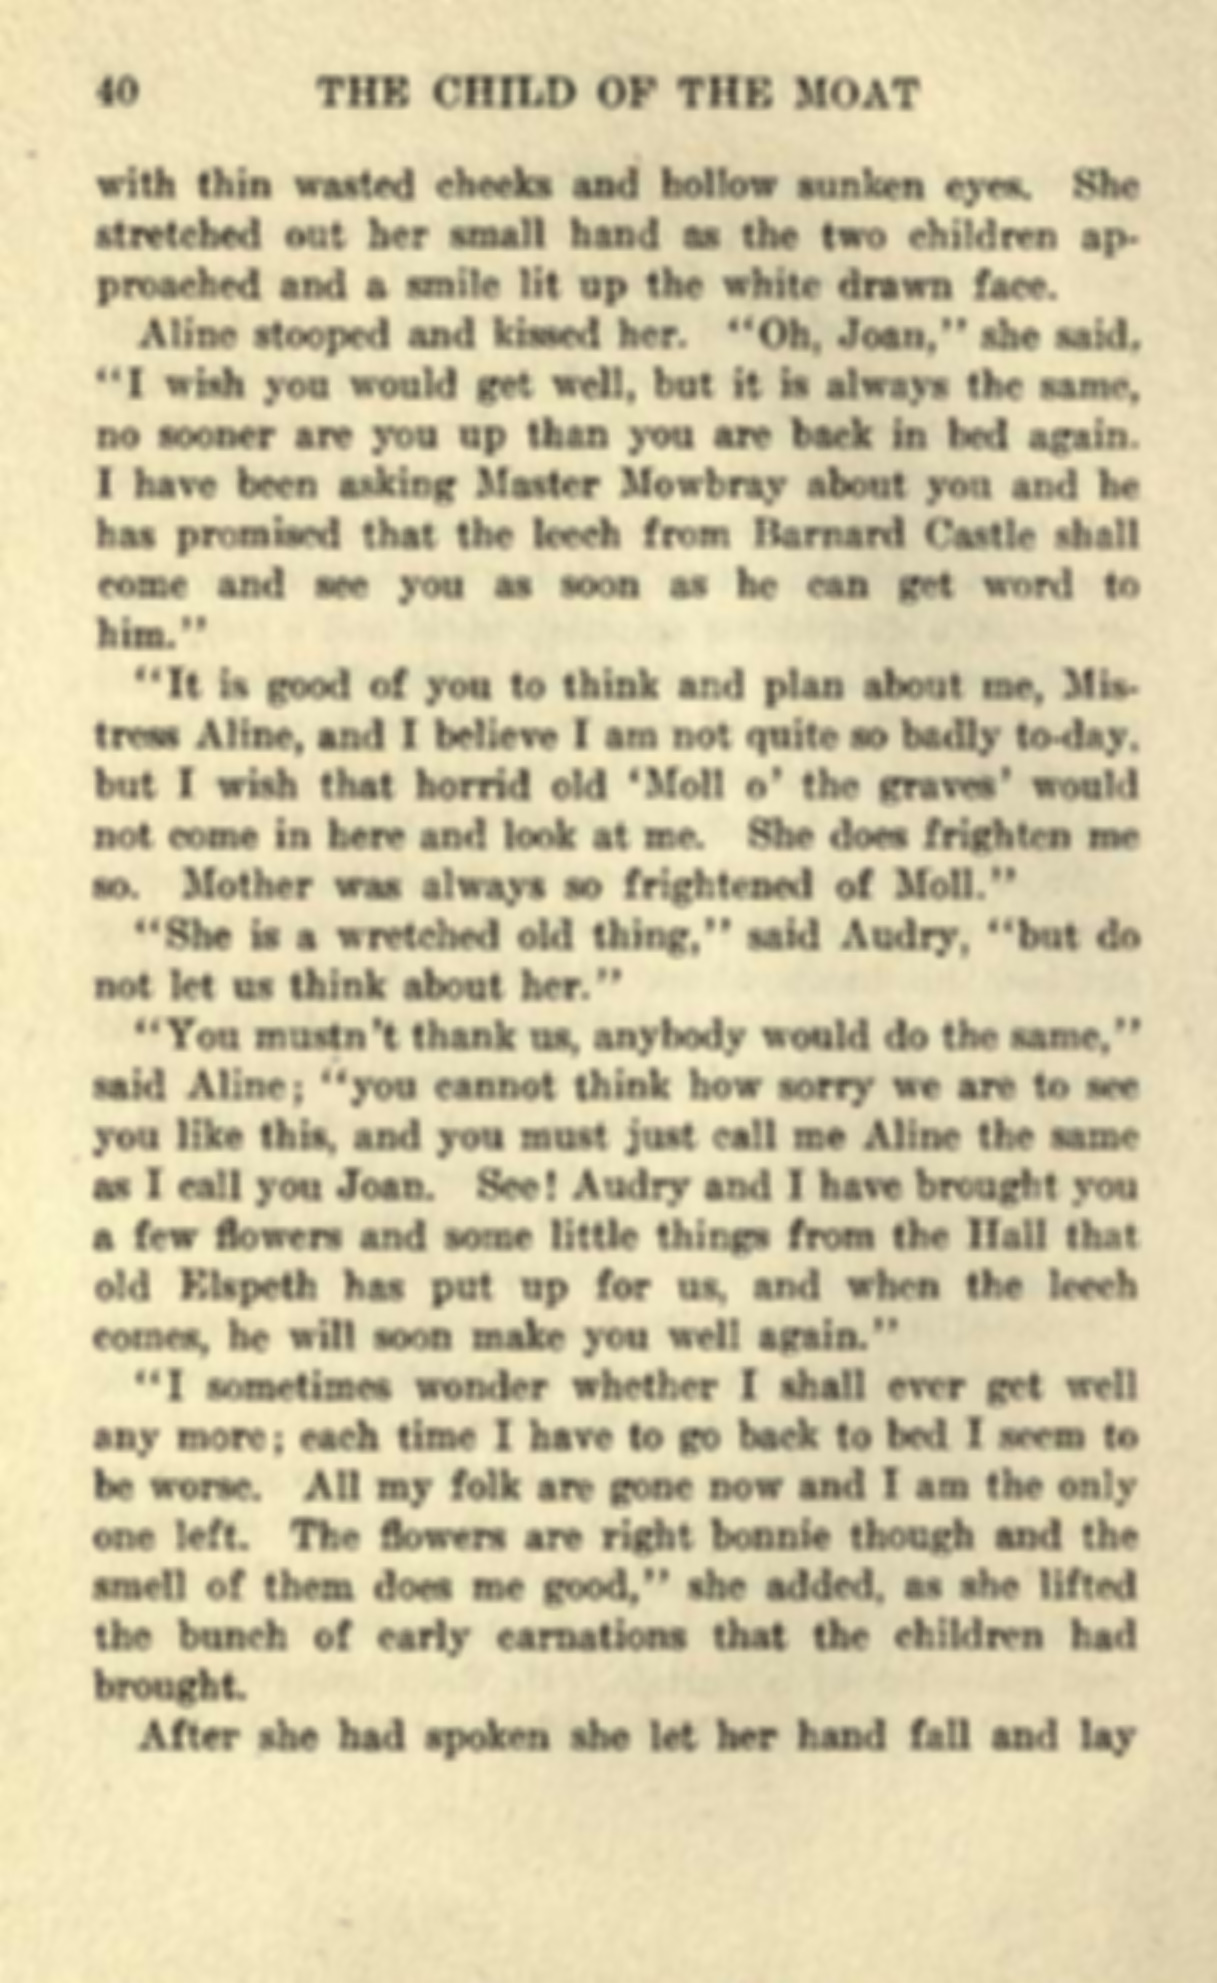 40 THE CHILD OF THE MOAT
with thin wasted cheeks and hollow sunken eyes. She
stretched out her small hand as the two children ap-
proached and a smile lit up the white drawn face.
Aline stooped and kissed her. “Oh, Joan,” she said,
“I wish you would get well, but it is always the same,
no sooner are you up than you are back in bed again.
I have been asking Master Mowbray about you and he
has promised that the leech from Barnard Castle shall
come and see you as soon as he can get word to
him.”
“It is good of you to think and plan about me, Mis-
tress Aline, and I believe I am not quite so badly to-day,
but I wish that horrid old ‘Moll o’ the graves’ would
not come in here and look at me. She does frighten me
so. Mother was always so frightened of Moll.”
“She is a wretched old thing,” said Audry, “but do
not let us think about her.”
“You mustn’t thank us, anybody would do the same,”
said Aline; “you cannot think how sorry we are to see
you like this, and you must just call me Aline the same
as I call you Joan. See! Audry and I have brought you
a few flowers and some little things from the Hall that
old Elspeth has put up for us, and when the leech
comes, he will soon make you well again.”
“I sometimes wonder whether I shall ever get well
any more; each time I have to go back to bed I seem to
be worse. All my folk are gone now and I am the only
one left. The flowers are right bonnie though and the
smell of them does me good,” she added, as she lifted
the bunch of early carnations that the children had
brought.
After she had spoken she let her hand fall and lay